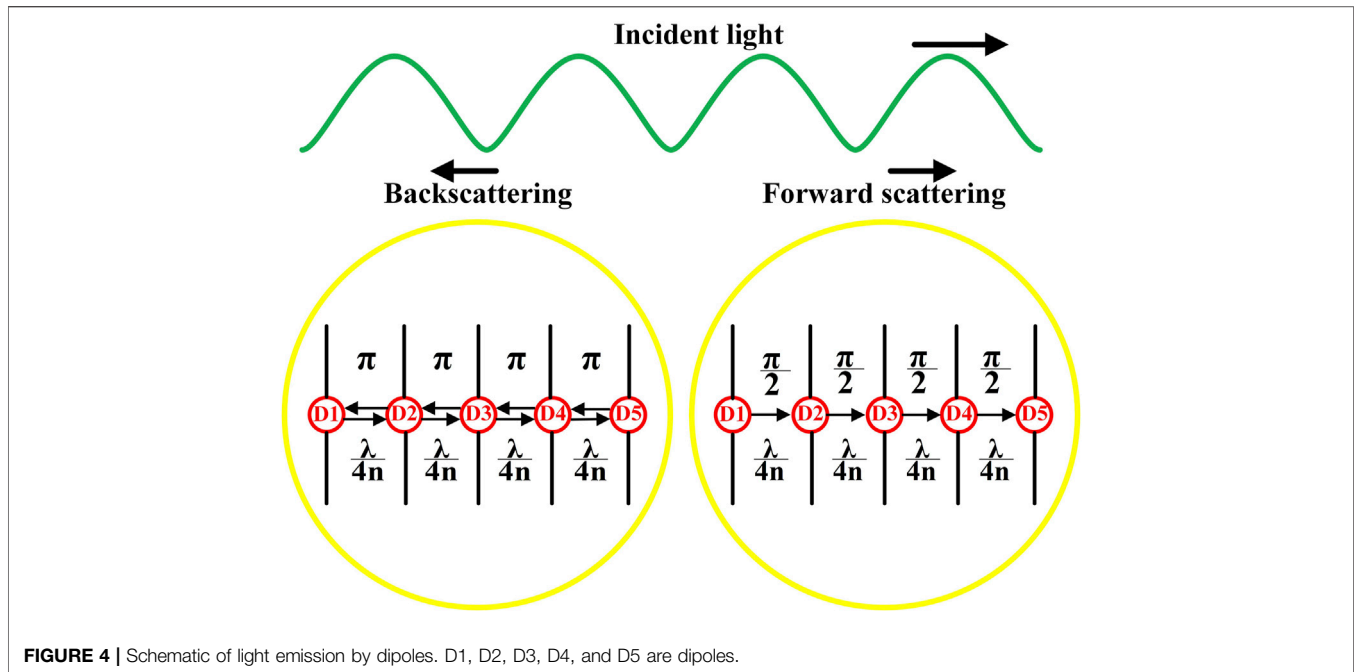 Incident light
Backscattering
Forward scattering
π π π π
D1 D2 D3 D4 D5
λ/4n λ/4n λ/4n λ/4n
π/2 π/2 π/2 π/2
D1 D2 D3 D4 D5
λ/4n λ/4n λ/4n λ/4n
FIGURE 4 | Schematic of light emission by dipoles. D1, D2, D3, D4, and D5 are dipoles.